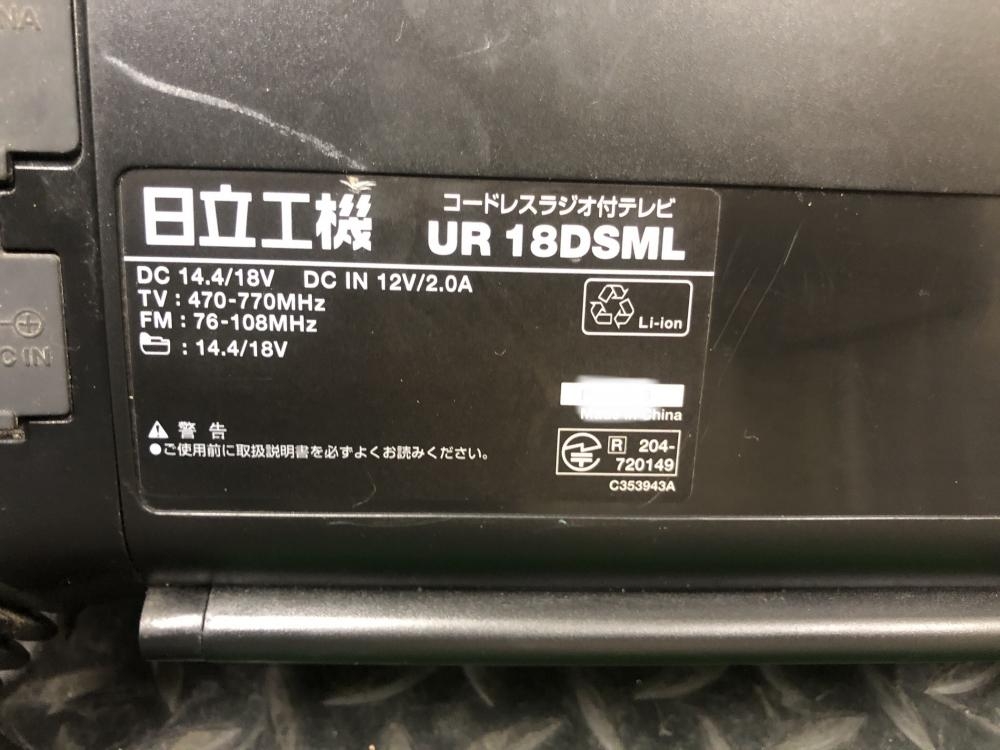 NA
日立工機
コードレスラジオ付テレビ
UR 18DSML
DC 14.4/18V DC IN 12V/2.0A
TV : 470-770MHz
FM : 76-108MHz
: 14.4/18V
Li-ion
C IN
Made in China
警告
●ご使用前に取扱説明書を必ずよくお読みください。
R 204-
720149
C353943A